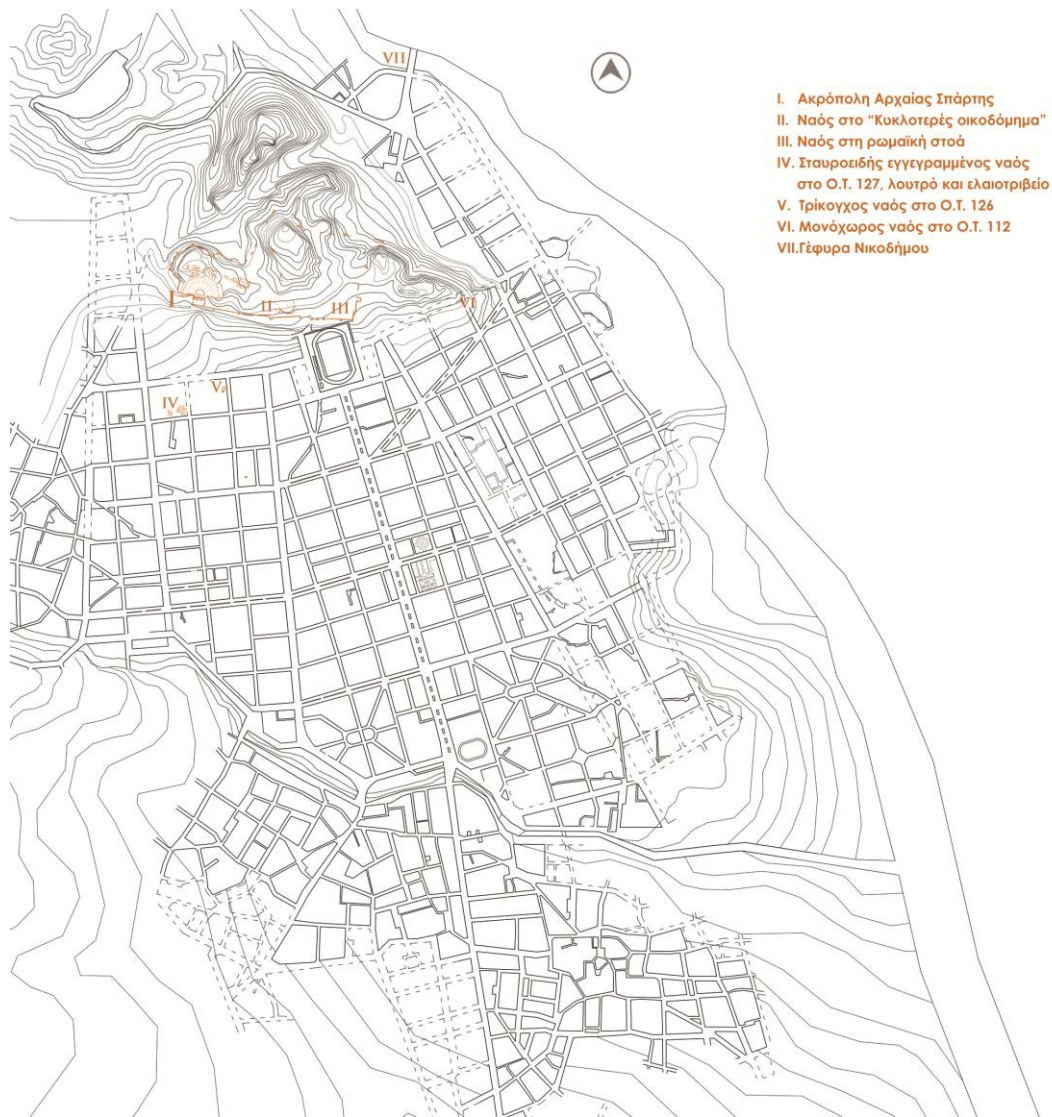 VII
I. Ακρόπολη Αρχαίας Σπάρτης
II. Ναός στο "Κυκλοτερές οικοδόμημα"
III. Ναός στη ρωμαϊκή στοά
IV. Σταυροειδής εγγεγραμμένος ναός
στο Ο.Τ. 127, λουτρό και ελαιοτριβείο
V. Τρίκογχος ναός στο Ο.Τ. 126
VI. Μονόχωρος ναός στο Ο.Τ. 112
VII.Γέφυρα Νικοδήμου
I
II
III
VI
V
IV